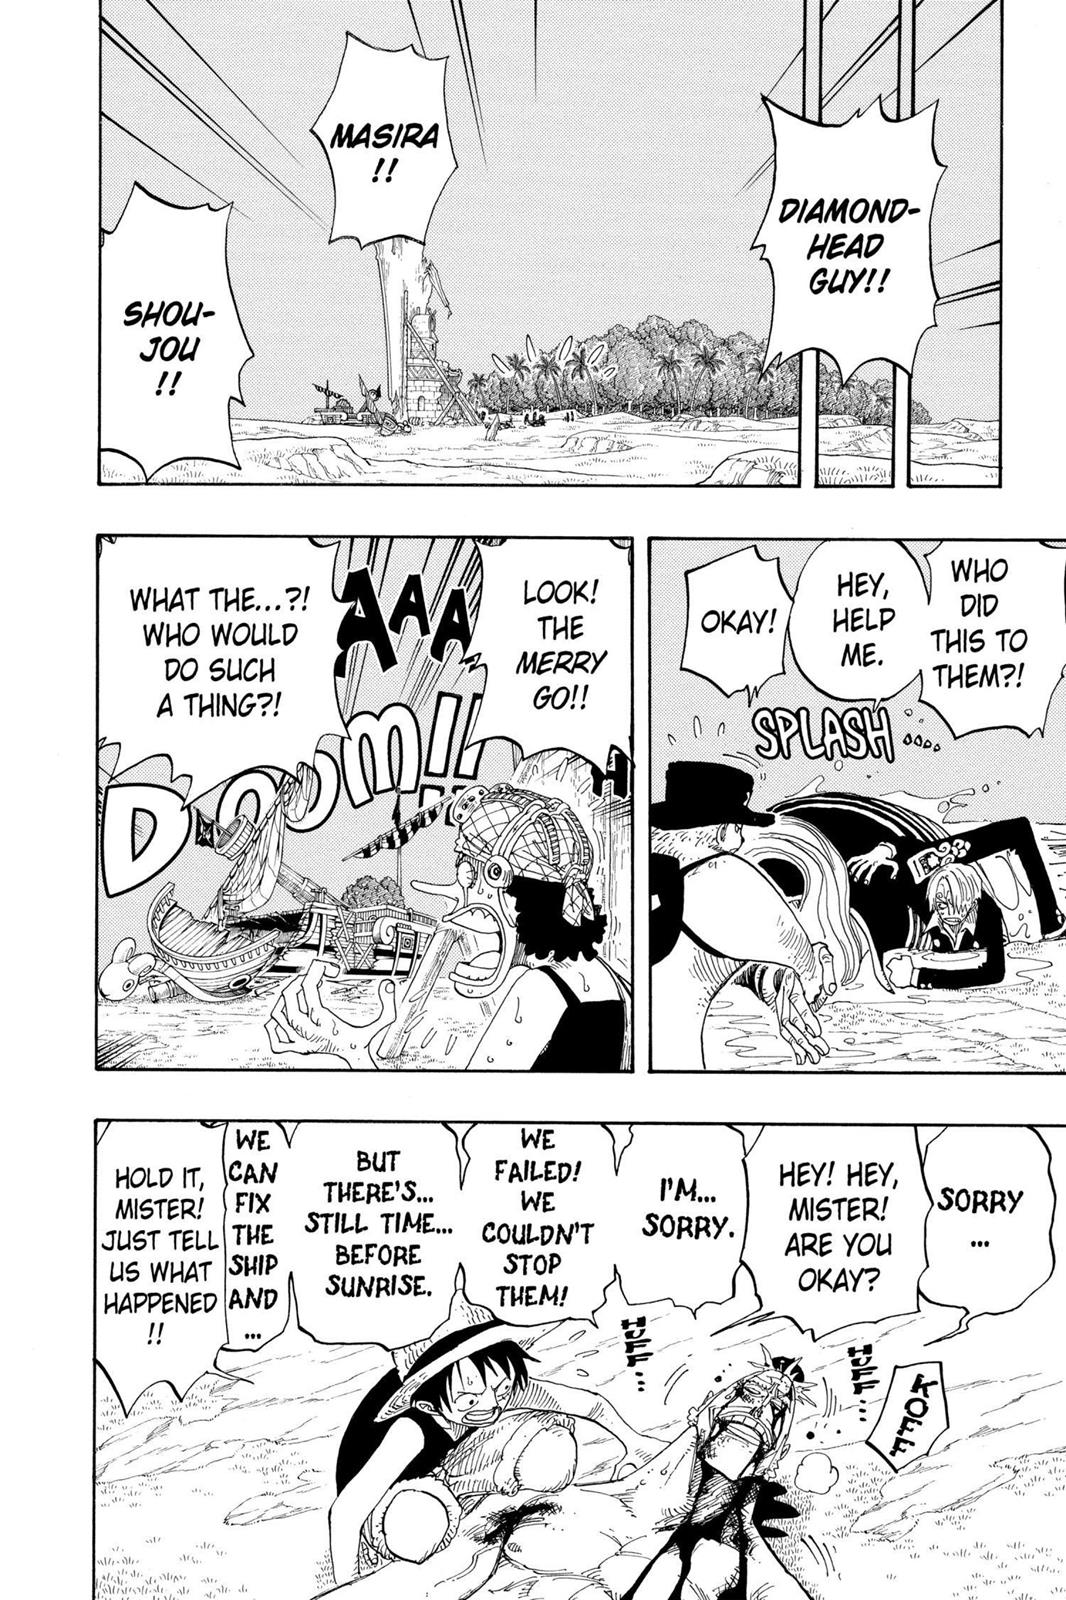 DIAMOND-
HEAD
GUY!!
MASIRA
!!
SHOU-
JOU
!!
WHO
DID
THIS TO
THEM?!
HEY,
HELP
ME.
OKAY!
SPLASH
LOOK!
THE
MERRY
GO!!
WHAT THE...?!
WHO WOULD
DO SUCH
A THING?!
AAA
DOOM!!
SORRY
...
HEY! HEY,
MISTER!
ARE YOU
OKAY?
I'M...
SORRY.
WE
FAILED!
WE
COULDN'T
STOP
THEM!
BUT
THERE'S...
STILL TIME...
BEFORE
SUNRISE.
WE
CAN
FIX
THE
SHIP
AND
...
HOLD IT,
MISTER!
JUST TELL
US WHAT
HAPPENED
!!
KOFF
HUFF...
HUFF...